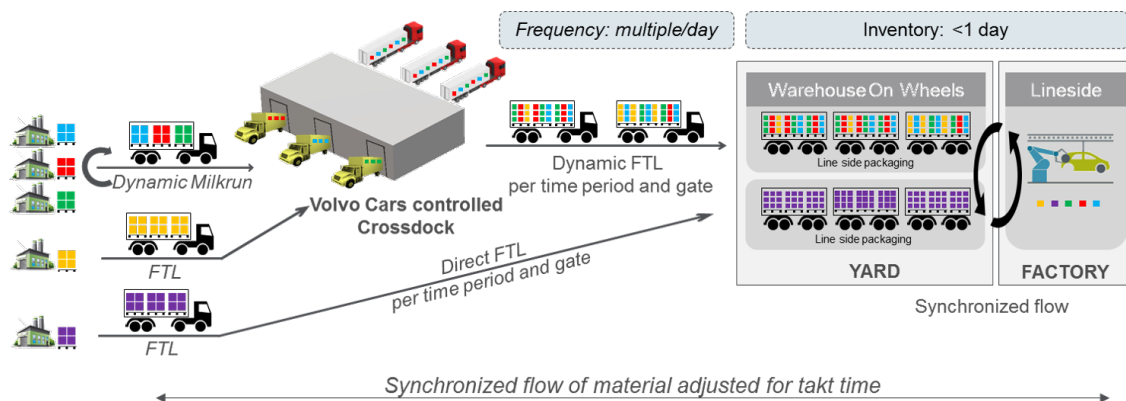 Frequency: multiple/day
Inventory: <1 day
Warehouse On Wheels
Lineside
Line side packaging
Dynamic Milkrun
Dynamic FTL
per time period and gate
Volvo Cars controlled
Crossdock
Line side packaging
FTL
Direct FTL
per time period and gate
YARD
FACTORY
Synchronized flow
FTL
Synchronized flow of material adjusted for takt time